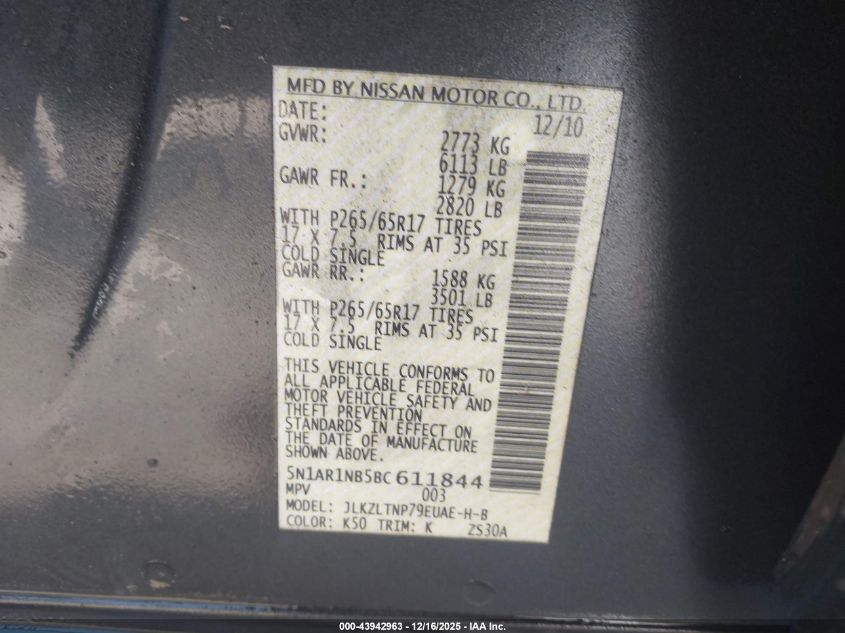 MFD BY NISSAN MOTOR CO., LTD.
DATE: 12/10
GVWR: 2773 KG
6113 LB
GAWR FR.: 1279 KG
2820 LB
WITH P265/65R17 TIRES
17 X 7.5 RIMS AT 35 PSI
COLD SINGLE
GAWR RR.: 1588 KG
3501 LB
WITH P265/65R17 TIRES
17 X 7.5 RIMS AT 35 PSI
COLD SINGLE
THIS VEHICLE CONFORMS TO
ALL APPLICABLE FEDERAL
MOTOR VEHICLE SAFETY AND
THEFT PREVENTION
STANDARDS IN EFFECT ON
THE DATE OF MANUFACTURE
SHOWN ABOVE.
5N1AR1NB5BC611844
MPV 003
MODEL: JLKZLTNP79EUAE-H-B
COLOR: K50 TRIM: K ZS30A
000-43942963 - 12/16/2025 - IAA Inc.